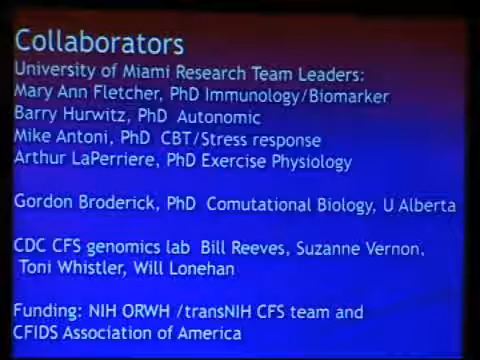 Collaborators
University of Miami Research Team Leaders:
Mary Ann Fletcher, PhD Immunology/Biomarker
Barry Hurwitz, PhD Autonomic
Mike Antoni, PhD CBT/Stress response
Arthur LaPerriere, PhD Exercise Physiology
Gordon Broderick, PhD Comutational Biology, U Alberta
CDC CFS genomics lab Bill Reeves, Suzanne Vernon,
Toni Whistler, Will Lonehan
Funding: NIH ORWH /transNIH CFS team and
CFIDS Association of America